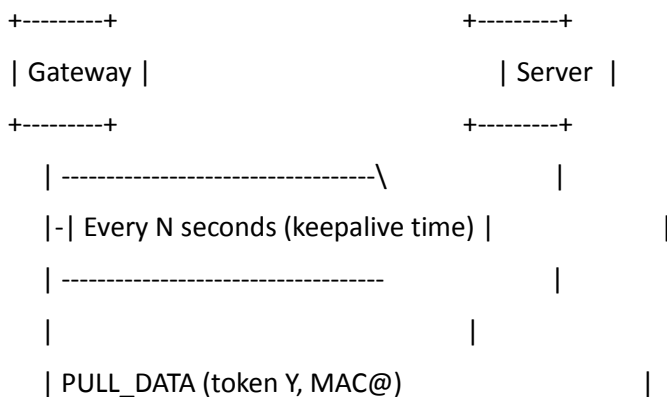 +---------+ +---------+
| Gateway | | Server |
+---------+ +---------+
| -----------------------------------\ |
|-| Every N seconds (keepalive time) | |
| ------------------------------------ |
| |
| PULL_DATA (token Y, MAC@) |